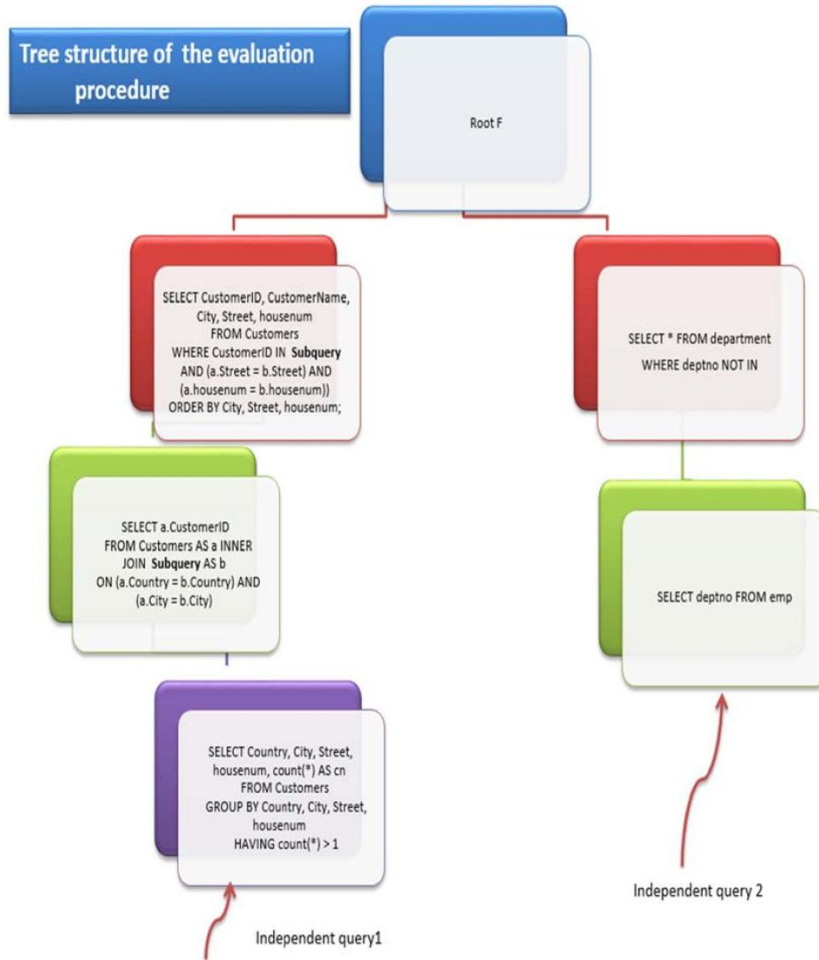 Tree structure of the evaluation
procedure
Root F
SELECT CustomerID, CustomerName,
City, Street, housenum
FROM Customers
WHERE CustomerID IN Subquery
AND (a.Street = b.Street) AND
(a.housenum = b.housenum))
ORDER BY City, Street, housenum;
SELECT * FROM department
WHERE deptno NOT IN
SELECT a.CustomerID
FROM Customers AS a INNER
JOIN Subquery AS b
ON (a.Country = b.Country) AND
(a.City = b.City)
SELECT deptno FROM emp
SELECT Country, City, Street,
housenum, count(*) AS cn
FROM Customers
GROUP BY Country, City, Street,
housenum
HAVING count(*) > 1
Independent query 2
Independent query1